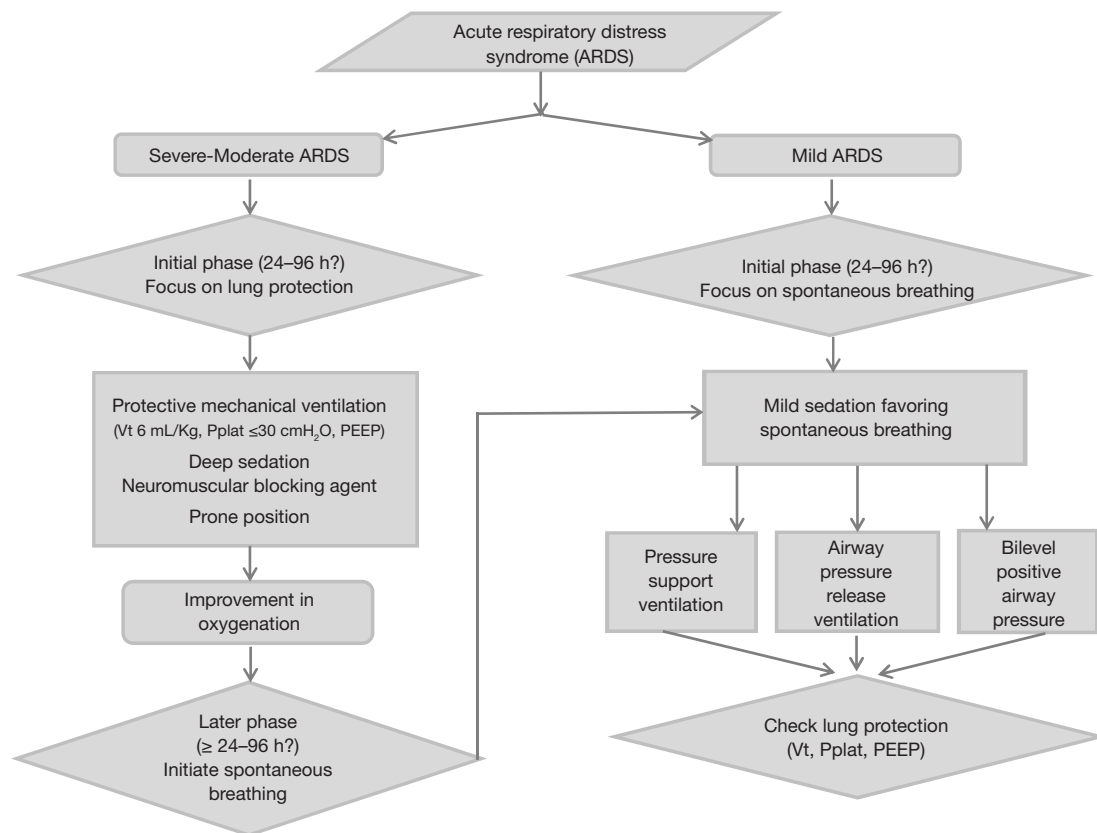 Acute respiratory distress
syndrome (ARDS)
Severe-Moderate ARDS
Mild ARDS
Initial phase (24–96 h?)
Focus on lung protection
Initial phase (24–96 h?)
Focus on spontaneous breathing
Protective mechanical ventilation
(Vt 6 mL/Kg, Pplat ≤30 cmH₂O, PEEP)
Deep sedation
Neuromuscular blocking agent
Prone position
Mild sedation favoring
spontaneous breathing
Improvement in
oxygenation
Pressure
support
ventilation
Airway
pressure
release
ventilation
Bilevel
positive
airway
pressure
Later phase
(≥ 24–96 h?)
Initiate spontaneous
breathing
Check lung protection
(Vt, Pplat, PEEP)